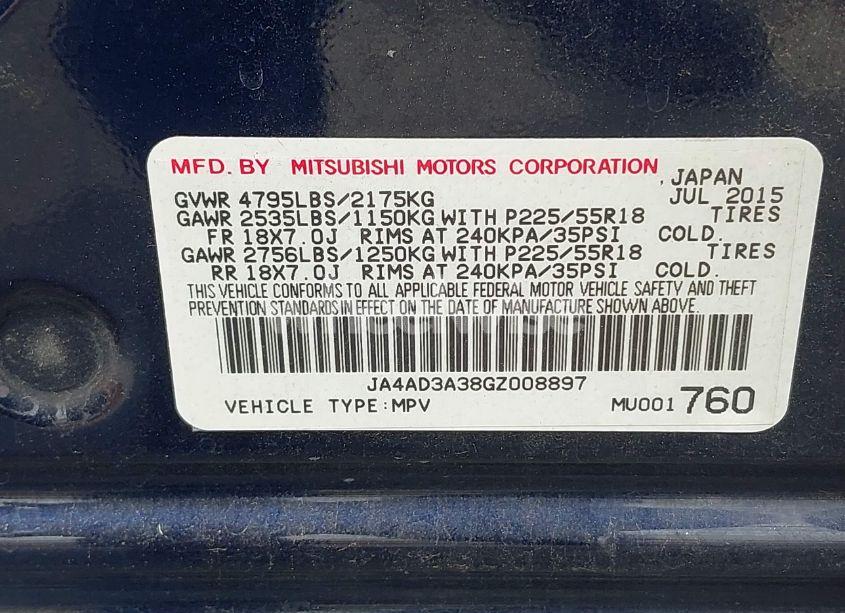 MFD. BY MITSUBISHI MOTORS CORPORATION, JAPAN
GVWR 4795LBS/2175KG JUL 2015
GAWR 2535LBS/1150KG WITH P225/55R18 TIRES
FR 18X7.0J RIMS AT 240KPA/35PSI COLD.
GAWR 2756LBS/1250KG WITH P225/55R18 TIRES
RR 18X7.0J RIMS AT 240KPA/35PSI COLD.
THIS VEHICLE CONFORMS TO ALL APPLICABLE FEDERAL MOTOR VEHICLE SAFETY AND THEFT
PREVENTION STANDARDS IN EFFECT ON THE DATE OF MANUFACTURE SHOWN ABOVE.
JA4AD3A38GZ008897
VEHICLE TYPE:MPV MU001 760